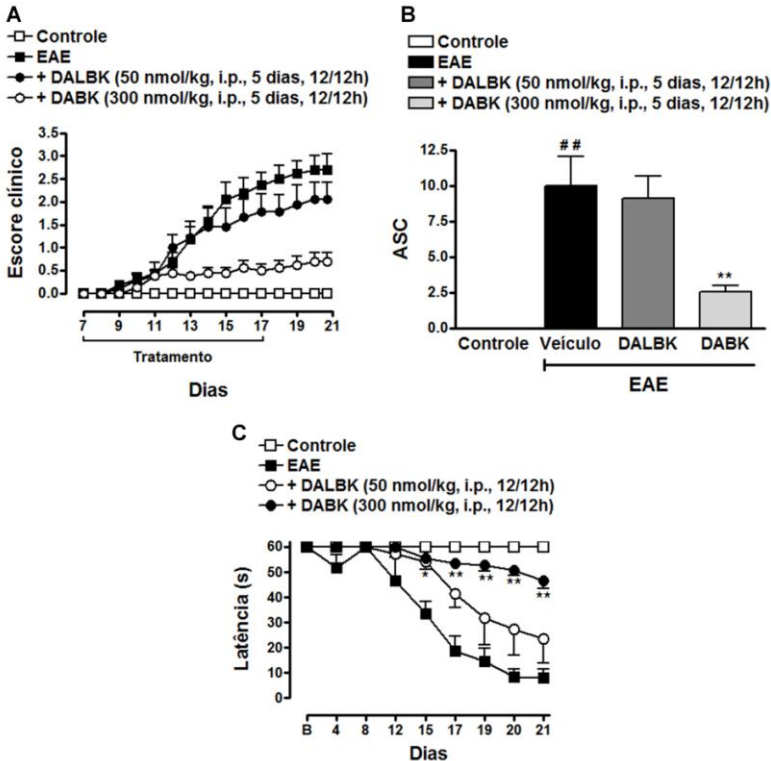 A
Controle
EAE
+ DALBK (50 nmol/kg, i.p., 5 dias, 12/12h)
+ DABK (300 nmol/kg, i.p., 5 dias, 12/12h)
Escore clínico
3.5
3.0
2.5
2.0
1.5
1.0
0.5
0.0
7 9 11 13 15 17 19 21
Tratamento
Dias
B
Controle
EAE
+ DALBK (50 nmol/kg, i.p., 5 dias, 12/12h)
+ DABK (300 nmol/kg, i.p., 5 dias, 12/12h)
ASC
12.5
10.0
7.5
5.0
2.5
0.0
##
**
Controle Veículo DALBK DABK
EAE
C
Controle
EAE
+ DALBK (50 nmol/kg, i.p., 12/12h)
+ DABK (300 nmol/kg, i.p., 12/12h)
Latência (s)
60
50
40
30
20
10
0
* ** ** ** **
B 4 8 12 15 17 19 20 21
Dias